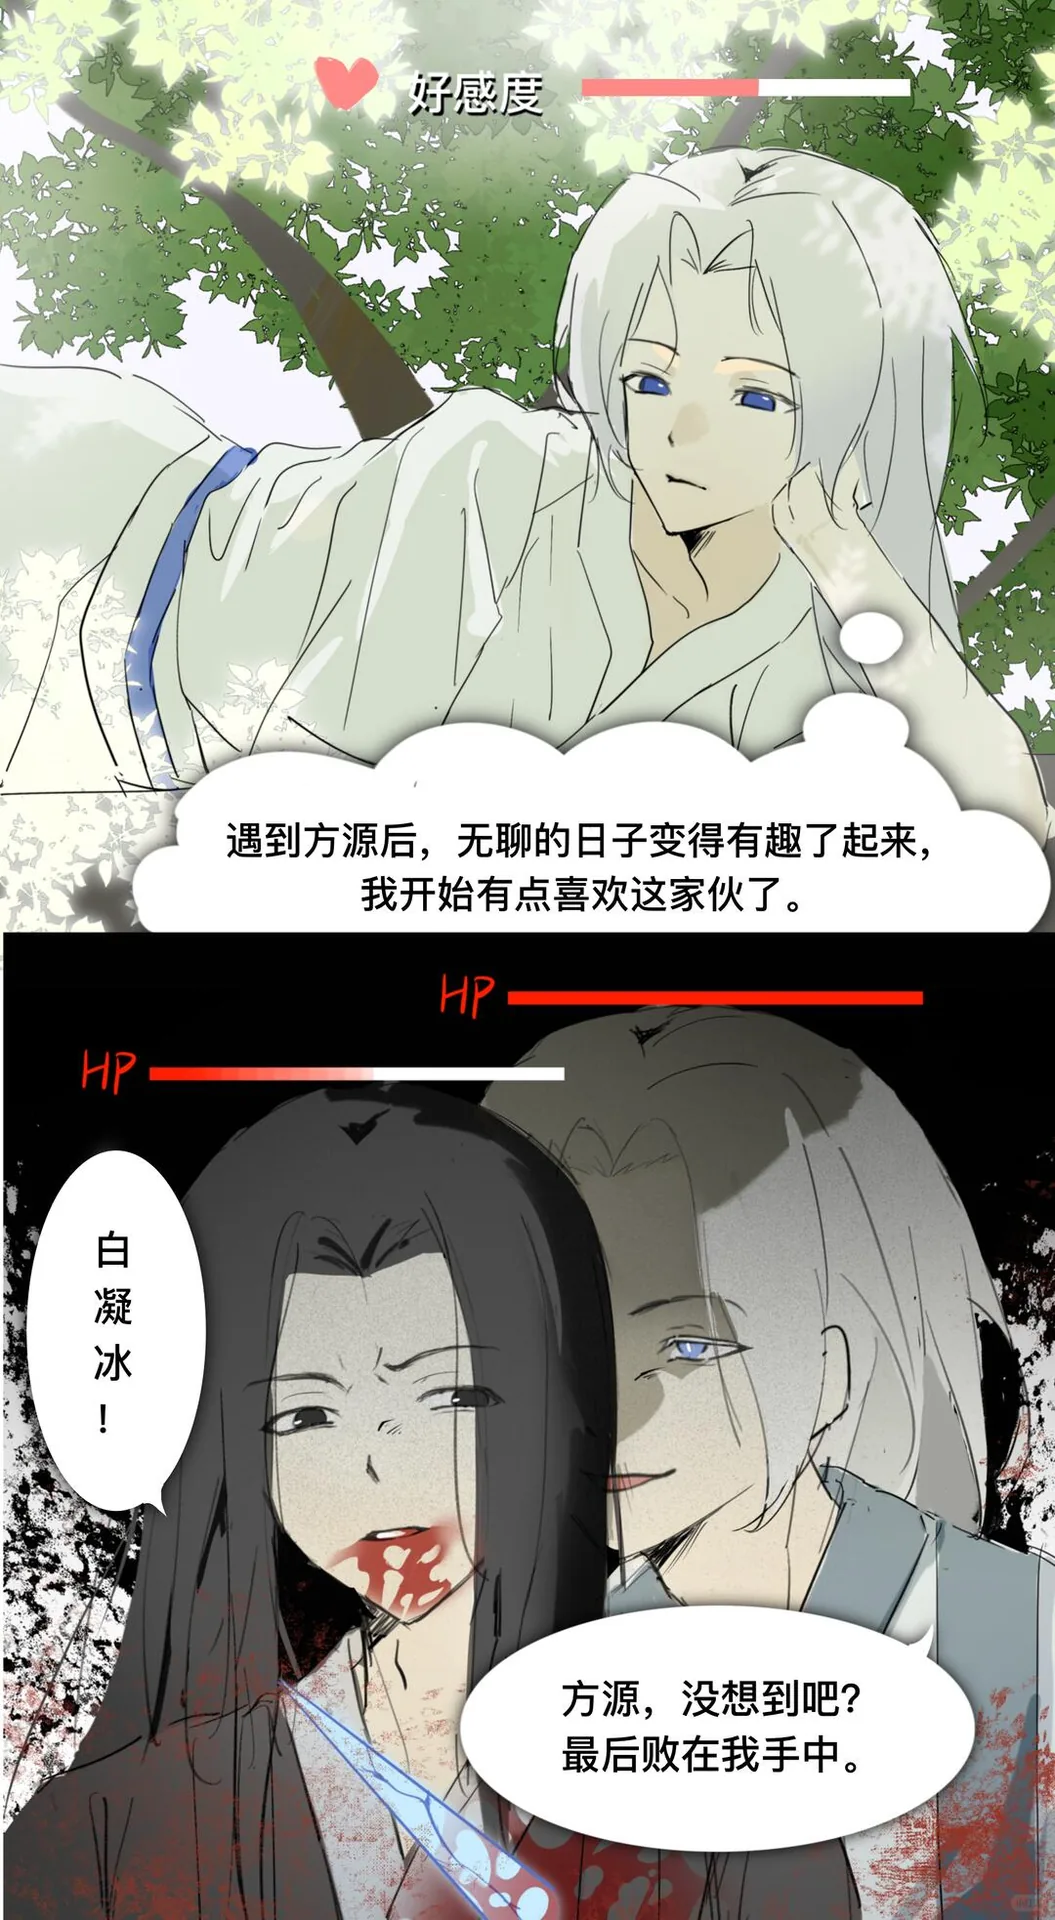 好感度
遇到方源后，无聊的日子变得有趣了起来，
我开始有点喜欢这家伙了。
HP
HP
白凝冰！
方源，没想到吧？
最后败在我手中。